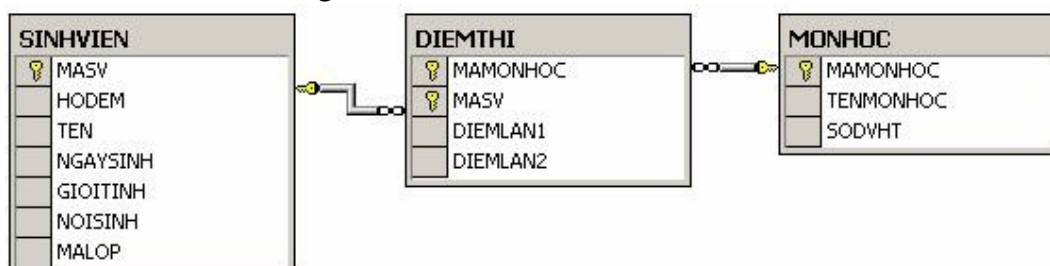 SINHVIEN
MASV
HODEM
TEN
NGAYSINH
GIOITINH
NOISINH
MALOP
DIEMTHI
MAMONHOC
MASV
DIEMLAN1
DIEMLAN2
MONHOC
MAMONHOC
TENMONHOC
SODVHT